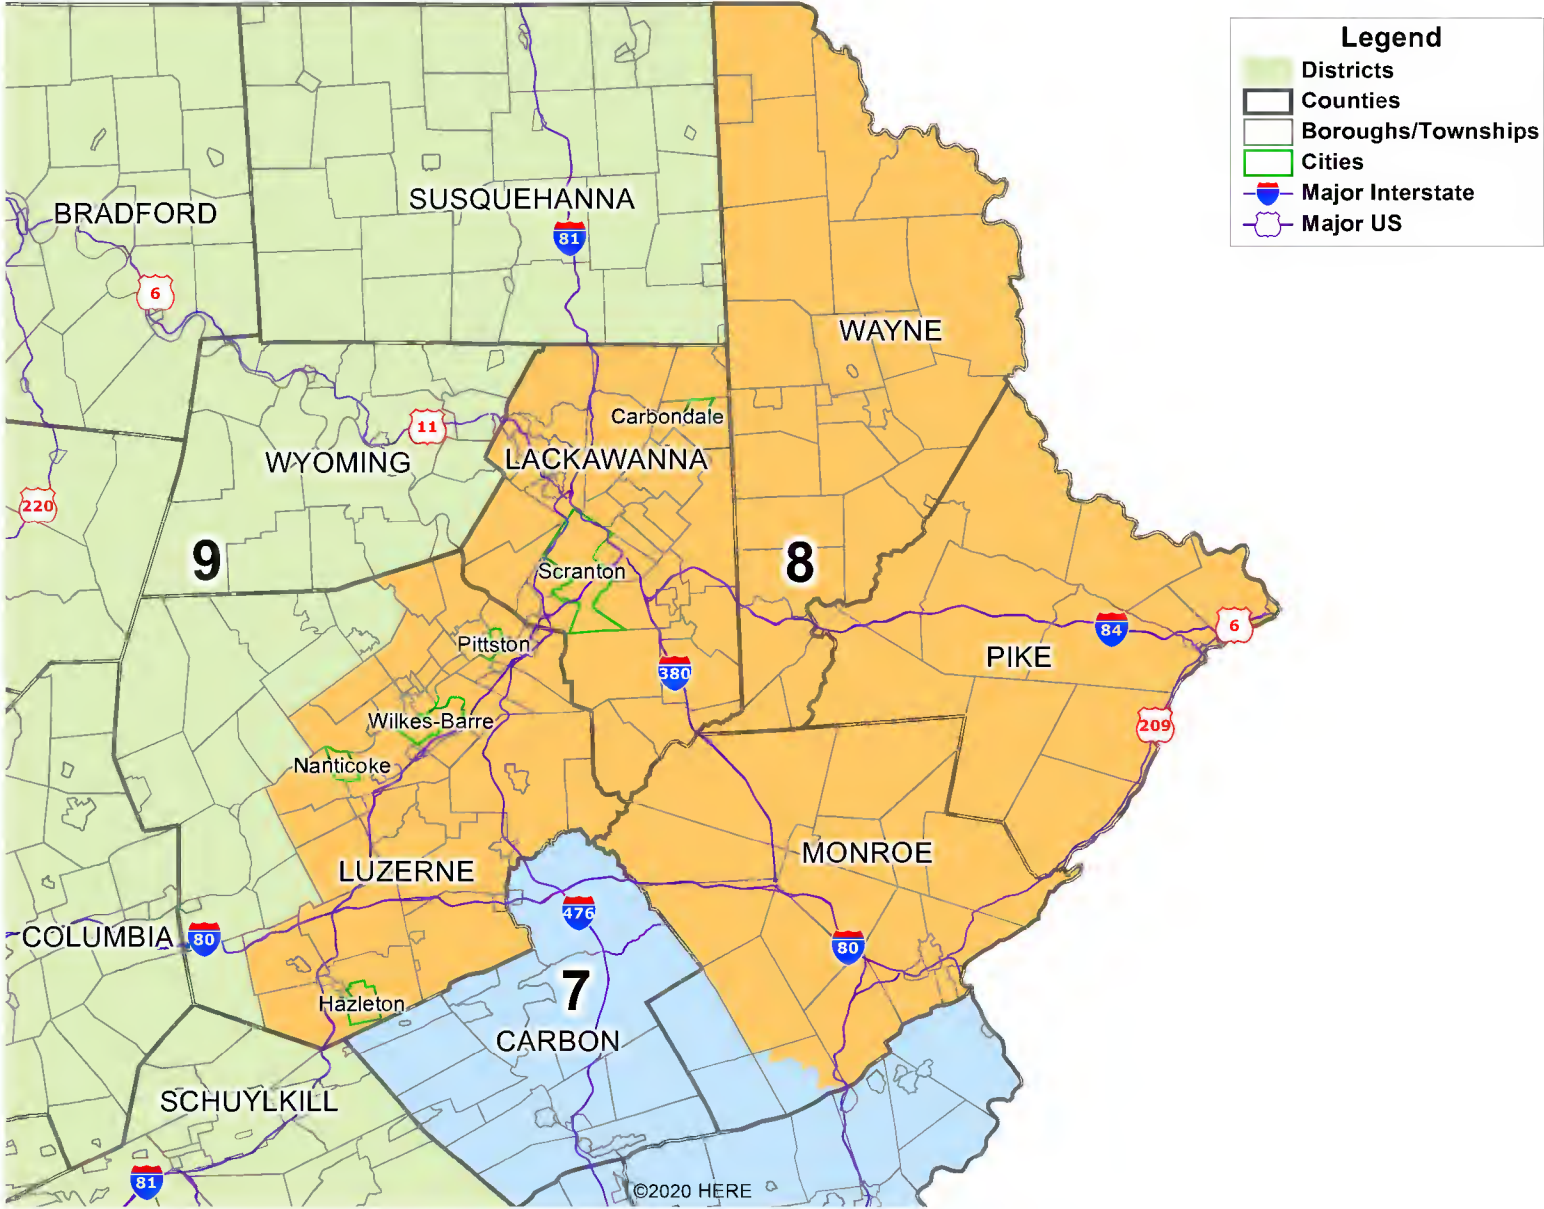 Legend
Districts
Counties
Boroughs/Townships
Cities
Major Interstate
Major US
BRADFORD
SUSQUEHANNA
81
6
WAYNE
Carbondale
11
WYOMING
LACKAWANNA
220
9
8
Scranton
6
84
Pittston
PIKE
380
Wilkes-Barre
209
Nanticoke
MONROE
LUZERNE
476
COLUMBIA
80
80
7
Hazleton
CARBON
SCHUYLKILL
81
©2020 HERE